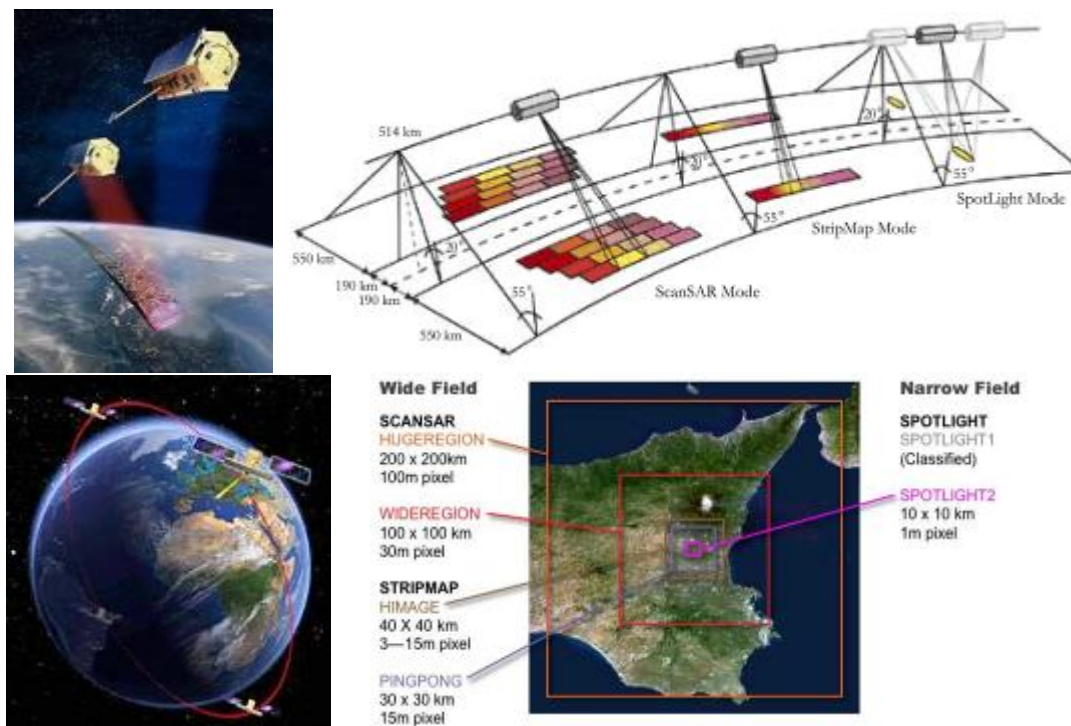 514 km
20°
20°
20°
55°
55°
55°
SpotLight Mode
StripMap Mode
ScanSAR Mode
550 km
190 km
190 km
550 km
Wide Field
SCANSAR
HUGEREGION
200 x 200km
100m pixel
WIDEREGION
100 x 100 km
30m pixel
STRIPMAP
HIMAGE
40 X 40 km
3—15m pixel
PINGPONG
30 x 30 km
15m pixel
Narrow Field
SPOTLIGHT
SPOTLIGHT1
(Classified)
SPOTLIGHT2
10 x 10 km
1m pixel